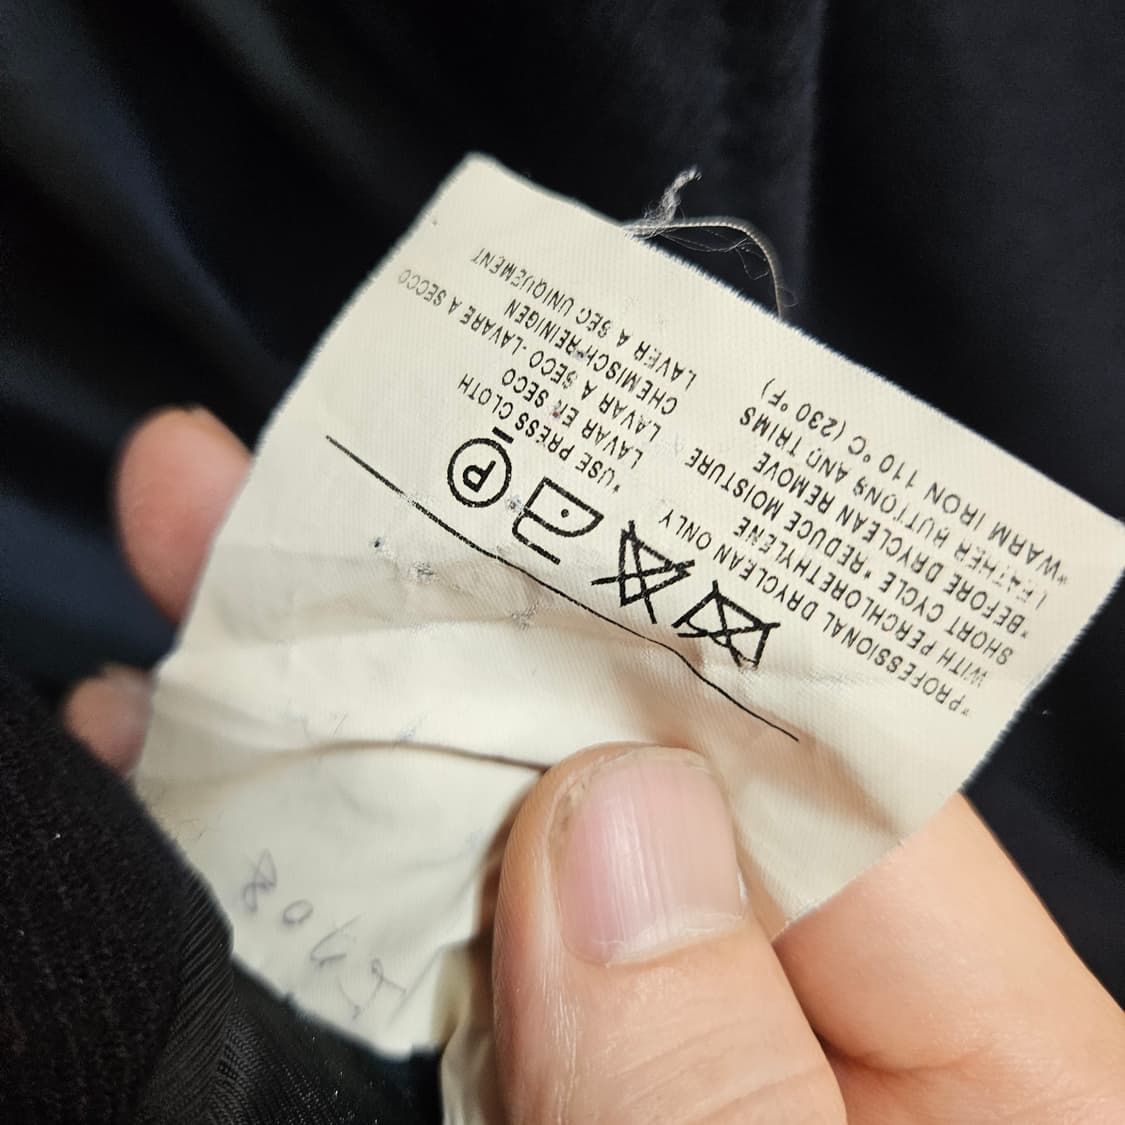 *PROFESSIONAL DRYCLEAN ONLY
WITH PERCHLORETHYLENE
SHORT CYCLE *REDUCE MOISTURE
*BEFORE DRYCLEAN REMOVE
LEATHER BUTTONS AND TRIMS
*WARM IRON 110°C (230°F)
*USE PRESS CLOTH
LAVAR EN SECO
LAVAR A SECO-LAVARE A SECCO
CHEMISCH-REINIGEN
LAVER A SEC UNIQUEMENT
P